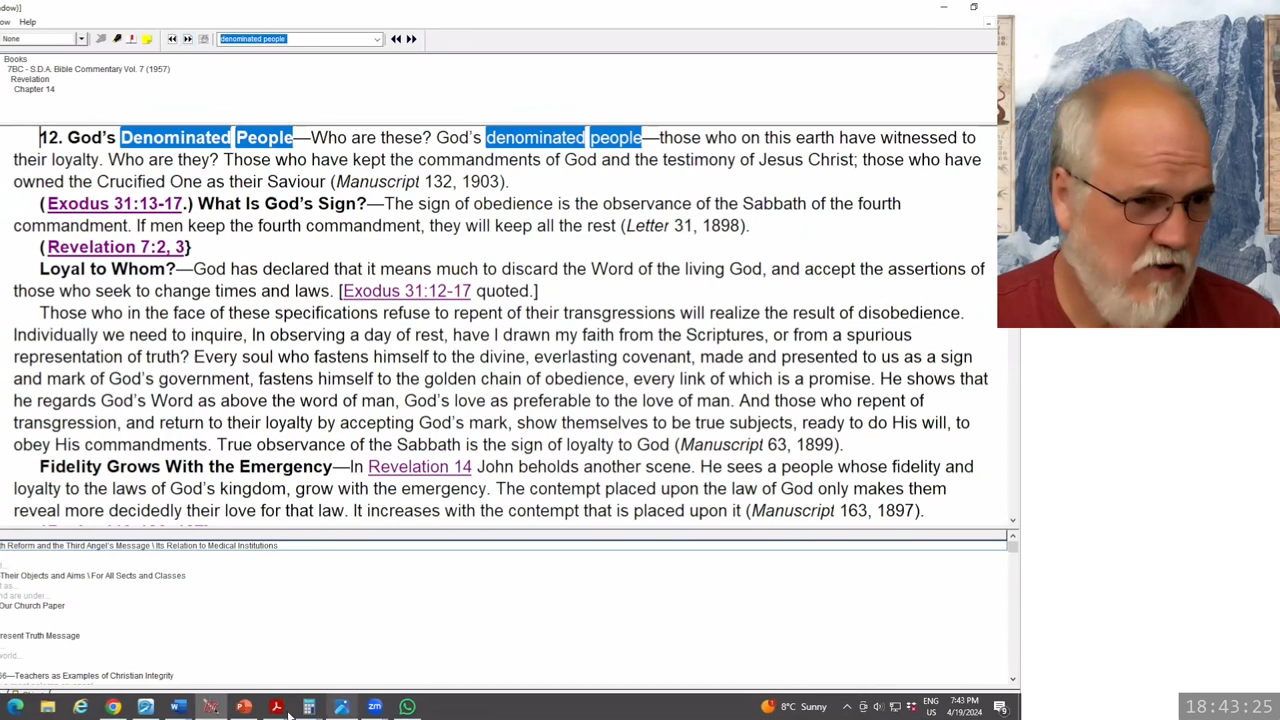 ndow)]
ow Help
None
denominated people
Books
7BC - S.D.A. Bible Commentary Vol. 7 (1957)
Revelation
Chapter 14
12. God’s Denominated People—Who are these? God’s denominated people—those who on this earth have witnessed to
their loyalty. Who are they? Those who have kept the commandments of God and the testimony of Jesus Christ; those who have
owned the Crucified One as their Saviour (Manuscript 132, 1903).
(Exodus 31:13-17.) What Is God’s Sign?—The sign of obedience is the observance of the Sabbath of the fourth
commandment. If men keep the fourth commandment, they will keep all the rest (Letter 31, 1898).
(Revelation 7:2, 3}
Loyal to Whom?—God has declared that it means much to discard the Word of the living God, and accept the assertions of
those who seek to change times and laws. [Exodus 31:12-17 quoted.]
Those who in the face of these specifications refuse to repent of their transgressions will realize the result of disobedience.
Individually we need to inquire, In observing a day of rest, have I drawn my faith from the Scriptures, or from a spurious
representation of truth? Every soul who fastens himself to the divine, everlasting covenant, made and presented to us as a sign
and mark of God’s government, fastens himself to the golden chain of obedience, every link of which is a promise. He shows that
he regards God’s Word as above the word of man, God’s love as preferable to the love of man. And those who repent of
transgression, and return to their loyalty by accepting God’s mark, show themselves to be true subjects, ready to do His will, to
obey His commandments. True observance of the Sabbath is the sign of loyalty to God (Manuscript 63, 1899).
Fidelity Grows With the Emergency—In Revelation 14 John beholds another scene. He sees a people whose fidelity and
loyalty to the laws of God’s kingdom, grow with the emergency. The contempt placed upon the law of God only makes them
reveal more decidedly their love for that law. It increases with the contempt that is placed upon it (Manuscript 163, 1897).
th Reform and the Third Angel's Message \ Its Relation to Medical Institutions
Their Objects and Aims \ For All Sects and Classes
st as...
nd are under...
Our Church Paper
resent Truth Message
world...
66—Teachers as Examples of Christian Integrity
8°C Sunny
ENG
US
7:43 PM
4/19/2024
18:43:25